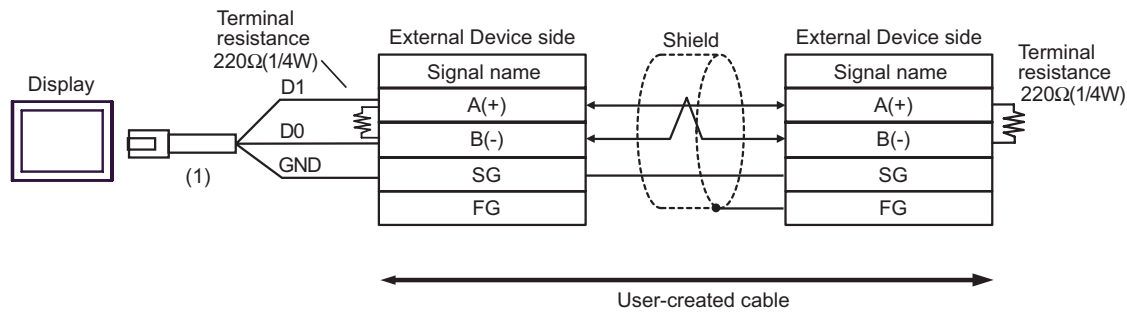 Display
(1)
Terminal
resistance
220Ω(1/4W)
D1
D0
GND
External Device side
Signal name
A(+)
B(-)
SG
FG
Shield
External Device side
Signal name
A(+)
B(-)
SG
FG
Terminal
resistance
220Ω(1/4W)
User-created cable